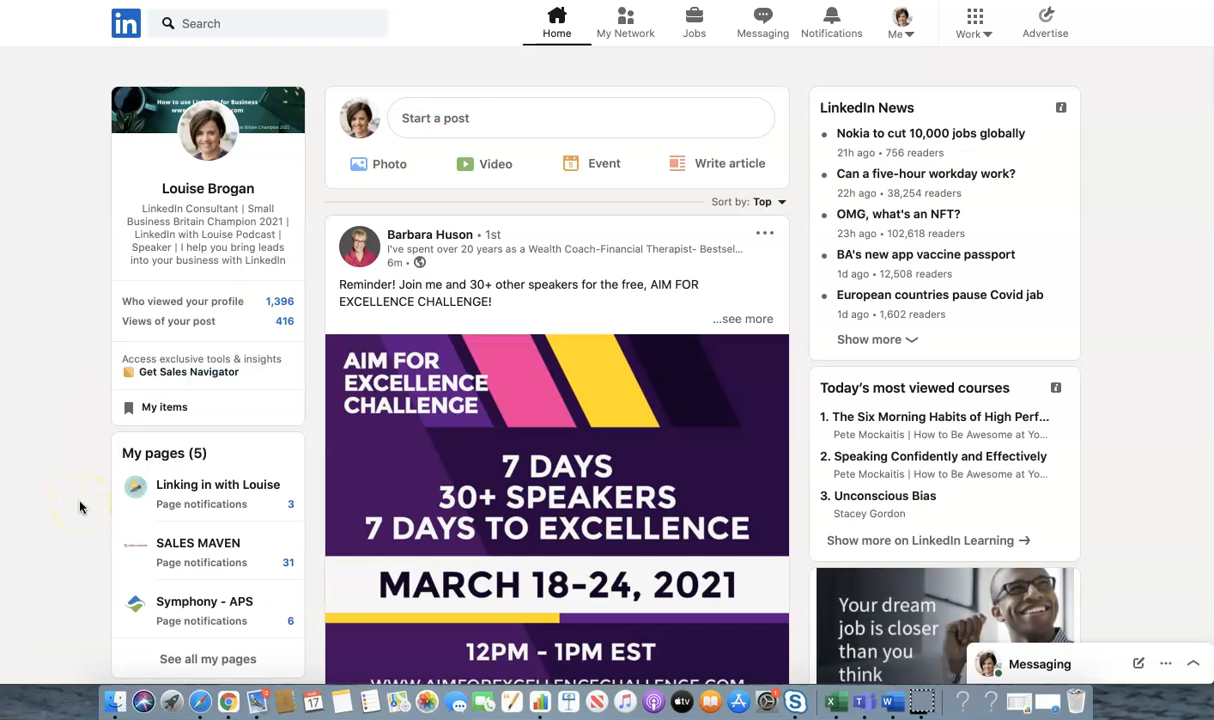 in
Search
Home
My Network
Jobs
Messaging
Notifications
Me
Work
Advertise
How to use LinkedIn for Business
Louise Brogan
LinkedIn Consultant | Small
Business Britain Champion 2021 |
LinkedIn with Louise Podcast |
Speaker | I help you bring leads
into your business with LinkedIn
Who viewed your profile 1,396
Views of your post 416
Access exclusive tools & insights
Get Sales Navigator
My items
My pages (5)
Linking in with Louise
Page notifications 3
SALES MAVEN
Page notifications 31
Symphony - APS
Page notifications 6
See all my pages
Start a post
Photo
Video
Event
Write article
Sort by: Top
Barbara Huson • 1st
I've spent over 20 years as a Wealth Coach-Financial Therapist- Bestsel...
6m •
Reminder! Join me and 30+ other speakers for the free, AIM FOR
EXCELLENCE CHALLENGE!
...see more
AIM FOR
EXCELLENCE
CHALLENGE
7 DAYS
30+ SPEAKERS
7 DAYS TO EXCELLENCE
MARCH 18-24, 2021
12PM - 1PM EST
WWW.AIMFOREXCELLENCECHALLENGE.COM
LinkedIn News
Nokia to cut 10,000 jobs globally
21h ago • 756 readers
Can a five-hour workday work?
22h ago • 38,254 readers
OMG, what's an NFT?
23h ago • 102,618 readers
BA's new app vaccine passport
1d ago • 12,508 readers
European countries pause Covid jab
1d ago • 1,602 readers
Show more
Today's most viewed courses
1. The Six Morning Habits of High Perf...
Pete Mockaitis | How to Be Awesome at Yo...
2. Speaking Confidently and Effectively
Pete Mockaitis | How to Be Awesome at Yo...
3. Unconscious Bias
Stacey Gordon
Show more on LinkedIn Learning →
Your dream
job is closer
than you
think
Messaging
17